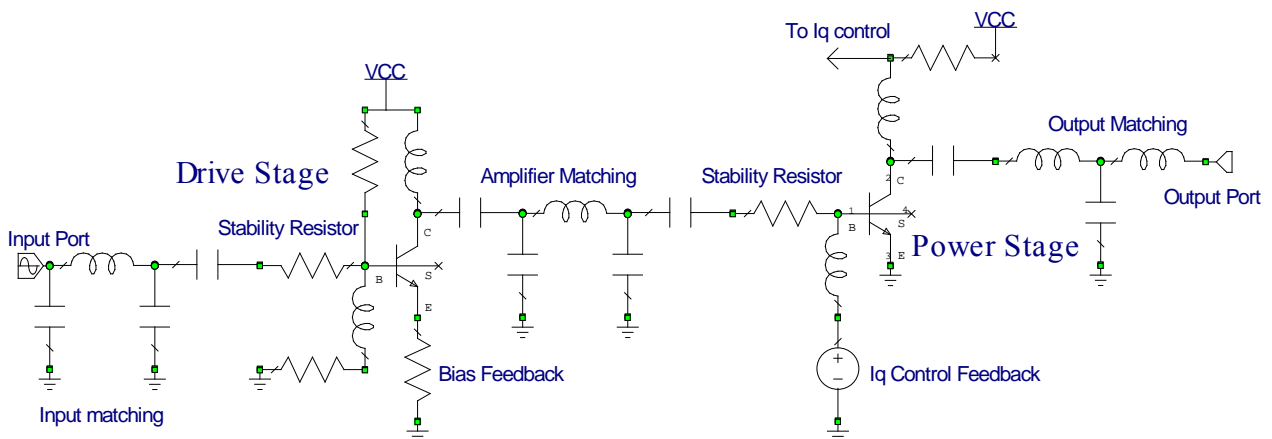 VCC
To Iq control
VCC
Output Matching
Drive Stage
Amplifier Matching
Stability Resistor
2
C
Output Port
Input Port
Stability Resistor
C
1
4
B
S
Power Stage
B
S
3
E
E
Bias Feedback
+
−
Iq Control Feedback
Input matching